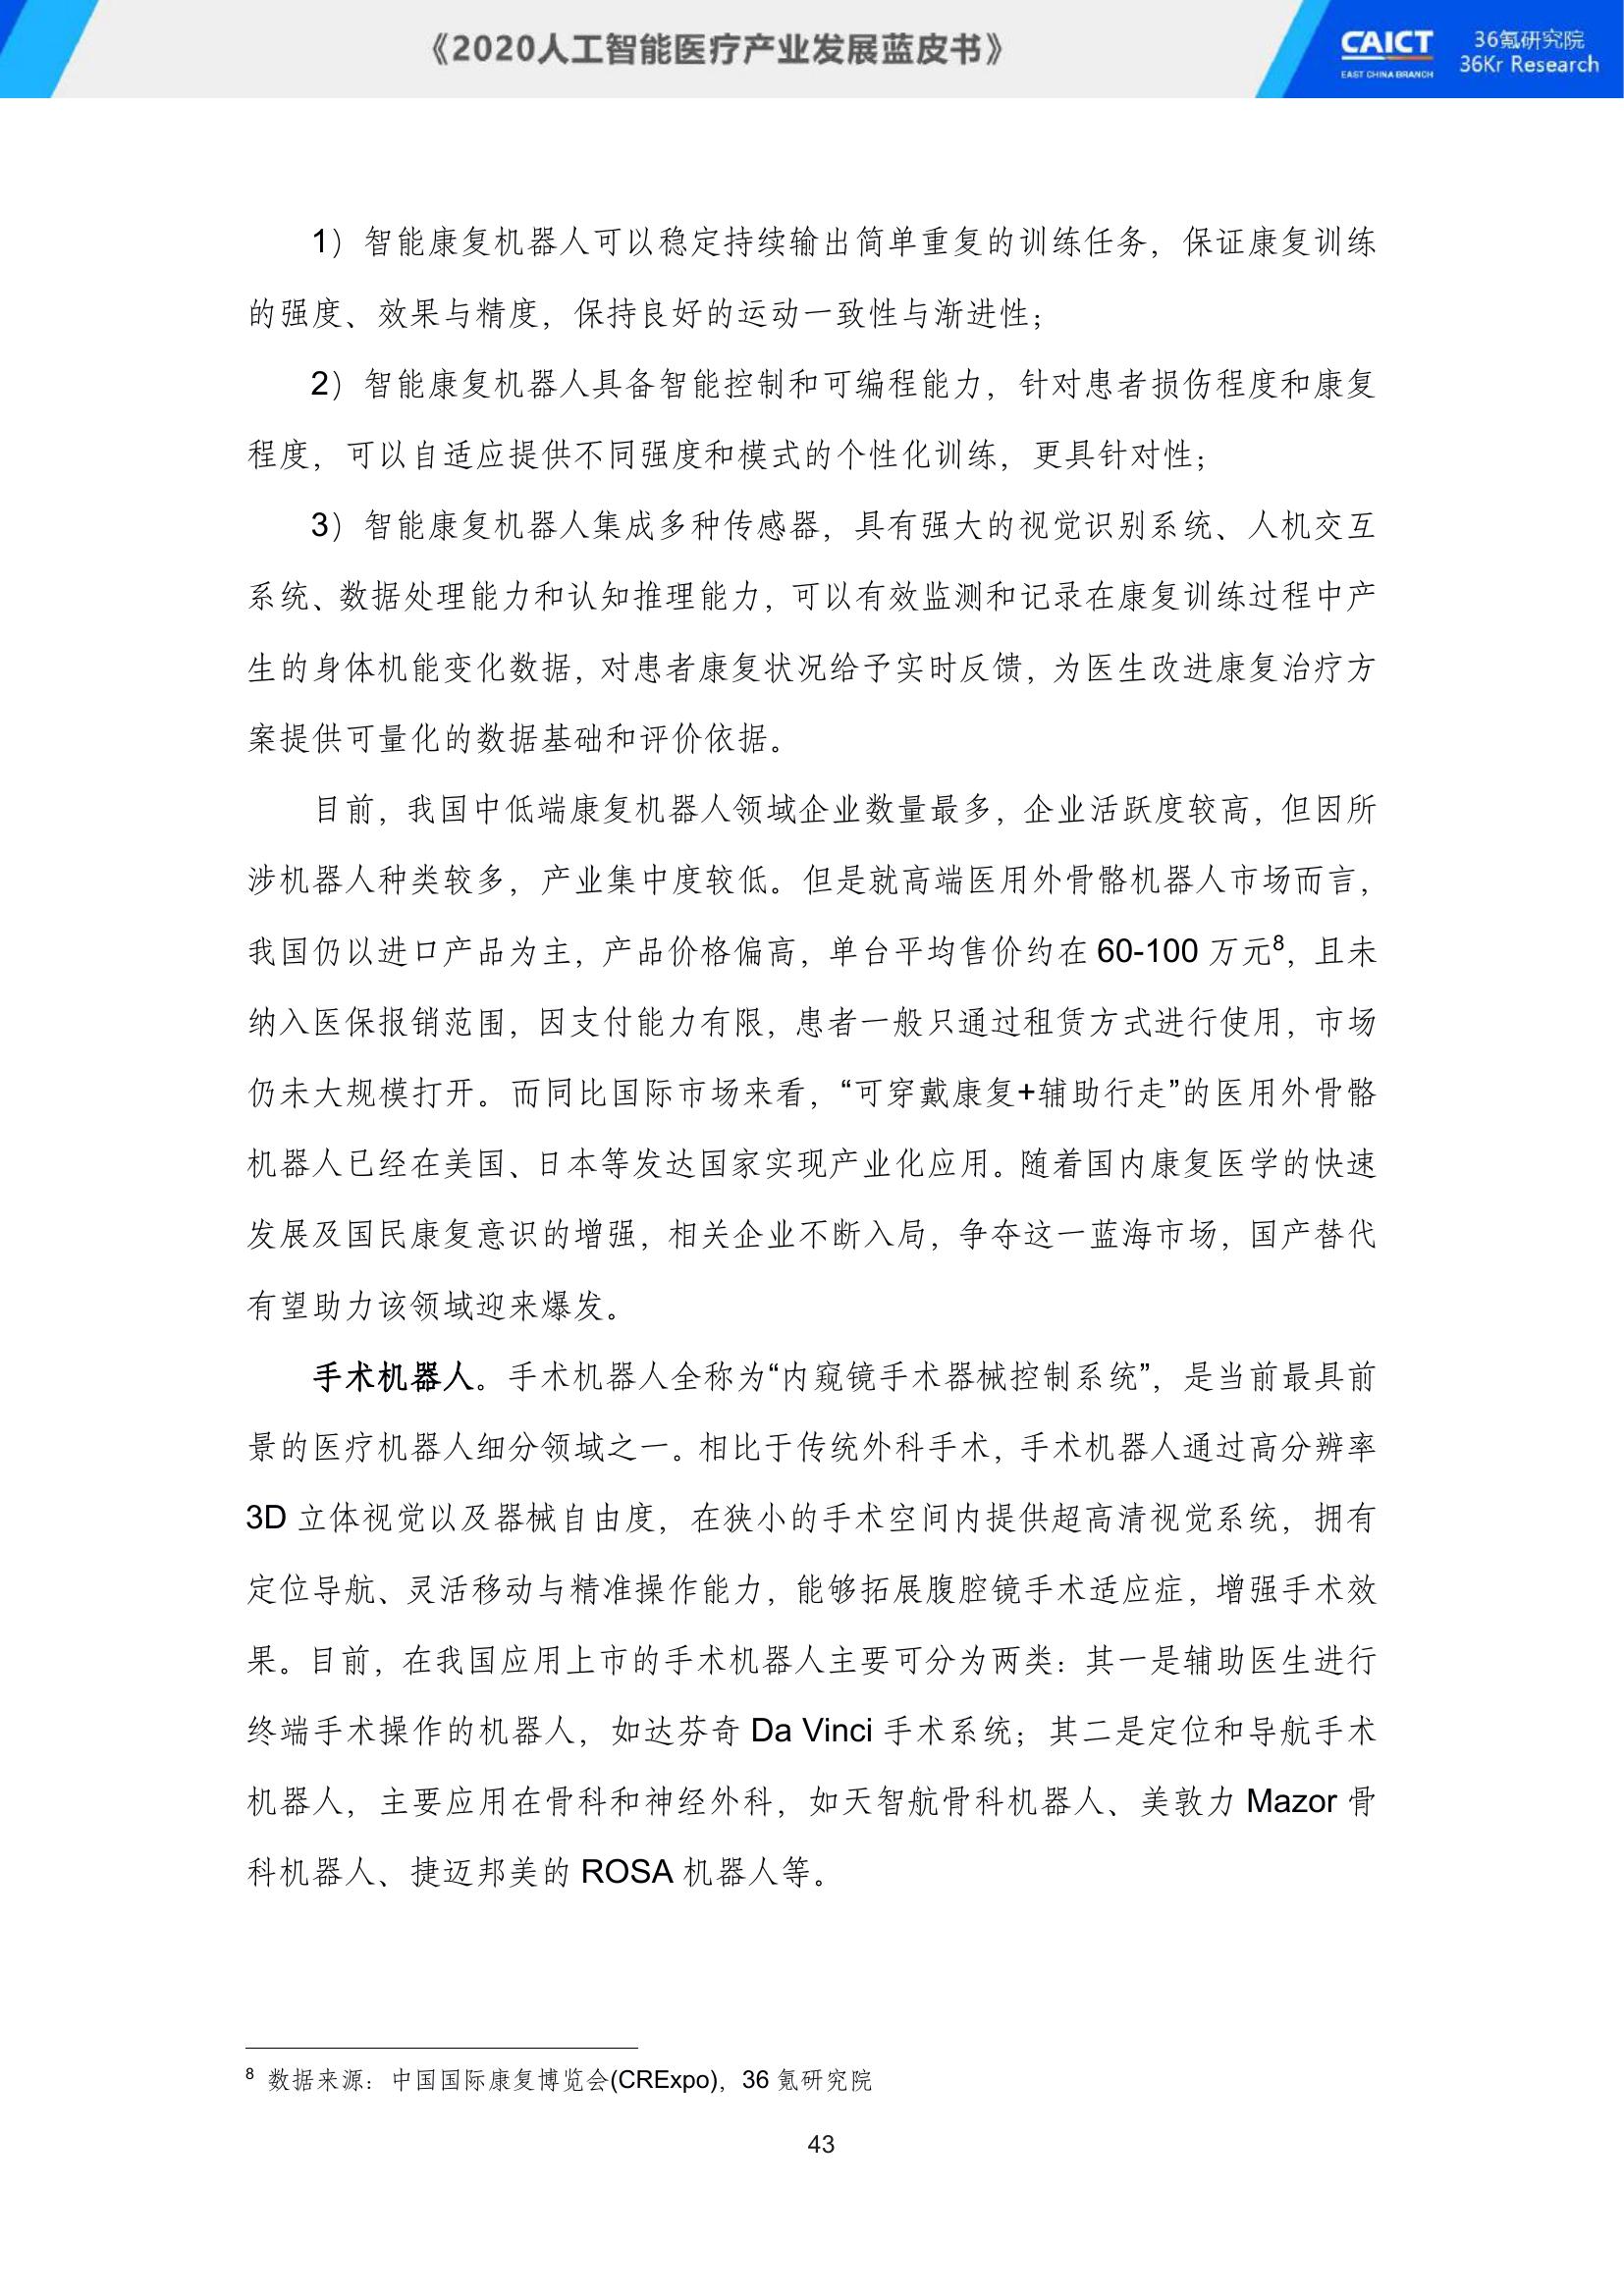 《2020人工智能医疗产业发展蓝皮书》
CAICT
EAST CHINA BRANCH
36氪研究院
36Kr Research
1）智能康复机器人可以稳定持续输出简单重复的训练任务，保证康复训练
的强度、效果与精度，保持良好的运动一致性与渐进性；
2）智能康复机器人具备智能控制和可编程能力，针对患者损伤程度和康复
程度，可以自适应提供不同强度和模式的个性化训练，更具针对性；
3）智能康复机器人集成多种传感器，具有强大的视觉识别系统、人机交互
系统、数据处理能力和认知推理能力，可以有效监测和记录在康复训练过程中产
生的身体机能变化数据，对患者康复状况给予实时反馈，为医生改进康复治疗方
案提供可量化的数据基础和评价依据。
目前，我国中低端康复机器人领域企业数量最多，企业活跃度较高，但因所
涉机器人种类较多，产业集中度较低。但是就高端医用外骨骼机器人市场而言，
我国仍以进口产品为主，产品价格偏高，单台平均售价约在 60-100 万元8，且未
纳入医保报销范围，因支付能力有限，患者一般只通过租赁方式进行使用，市场
仍未大规模打开。而同比国际市场来看，“可穿戴康复+辅助行走”的医用外骨骼
机器人已经在美国、日本等发达国家实现产业化应用。随着国内康复医学的快速
发展及国民康复意识的增强，相关企业不断入局，争夺这一蓝海市场，国产替代
有望助力该领域迎来爆发。
手术机器人。手术机器人全称为“内窥镜手术器械控制系统”，是当前最具前
景的医疗机器人细分领域之一。相比于传统外科手术，手术机器人通过高分辨率
3D 立体视觉以及器械自由度，在狭小的手术空间内提供超高清视觉系统，拥有
定位导航、灵活移动与精准操作能力，能够拓展腹腔镜手术适应症，增强手术效
果。目前，在我国应用上市的手术机器人主要可分为两类：其一是辅助医生进行
终端手术操作的机器人，如达芬奇 Da Vinci 手术系统；其二是定位和导航手术
机器人，主要应用在骨科和神经外科，如天智航骨科机器人、美敦力 Mazor 骨
科机器人、捷迈邦美的 ROSA 机器人等。
8 数据来源：中国国际康复博览会(CRExpo)，36 氪研究院
43